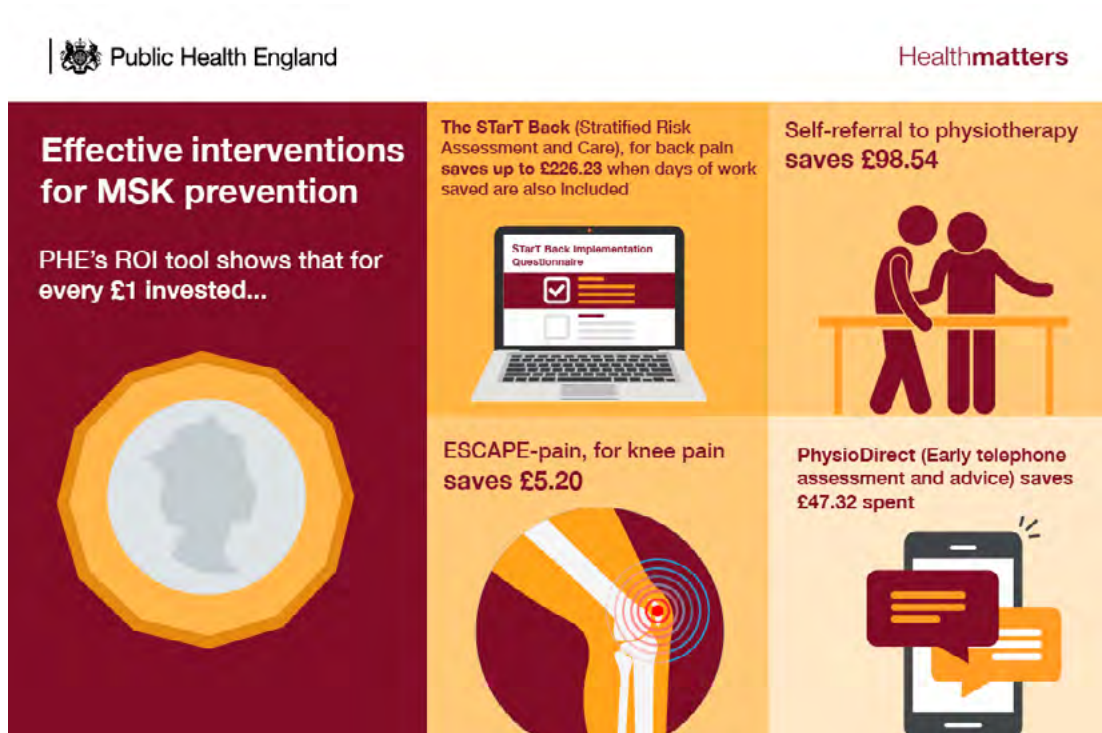 Public Health England
Healthmatters
Effective interventions
for MSK prevention
PHE's ROI tool shows that for
every £1 invested...
The STarT Back (Stratified Risk
Assessment and Care), for back pain
saves up to £226.23 when days of work
saved are also included
STarT Back Implementation
Questionnaire
Self-referral to physiotherapy
saves £98.54
ESCAPE-pain, for knee pain
saves £5.20
PhysioDirect (Early telephone
assessment and advice) saves
£47.32 spent